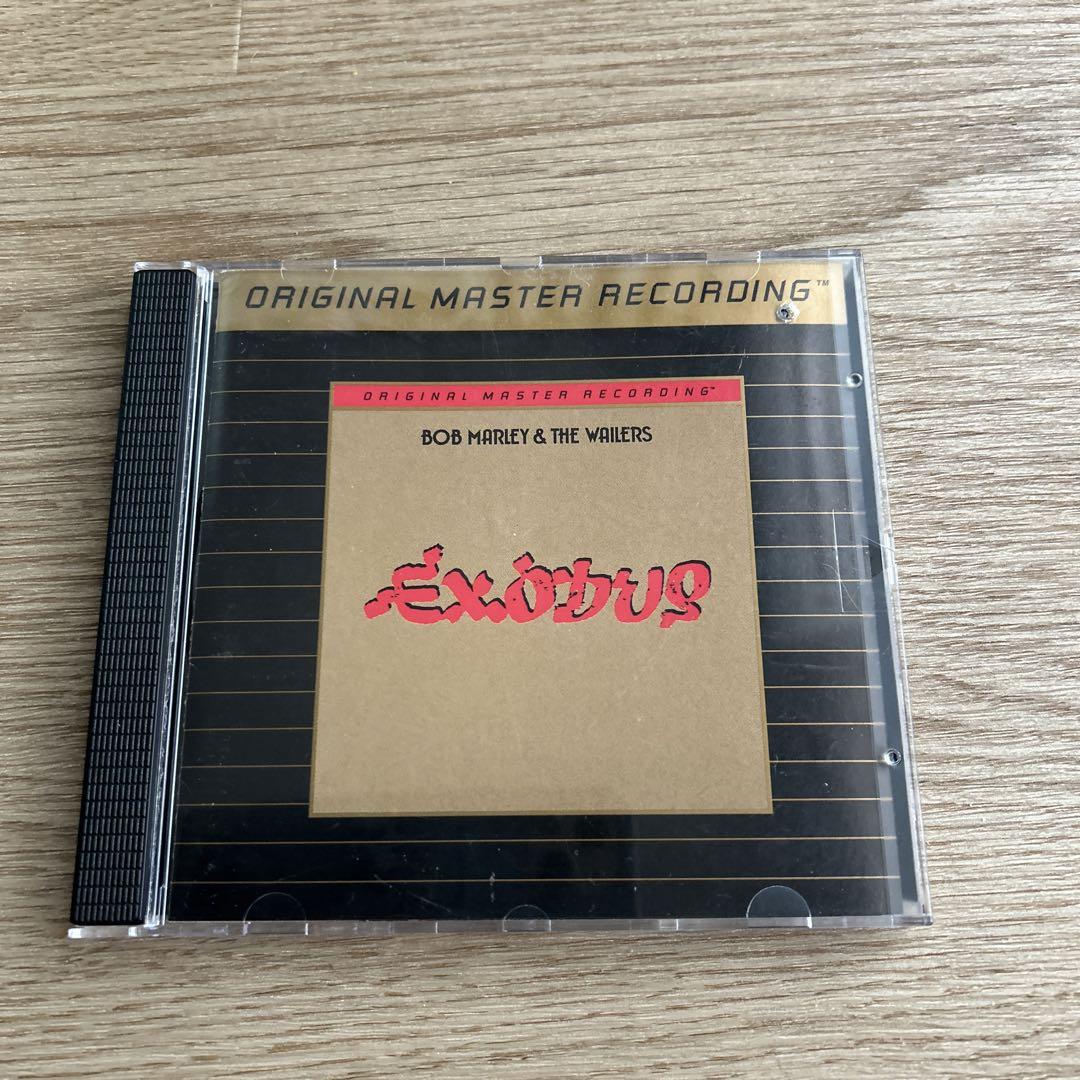 ORIGINAL MASTER RECORDING™
ORIGINAL MASTER RECORDING™
BOB MARLEY & THE WAILERS
EXODUS